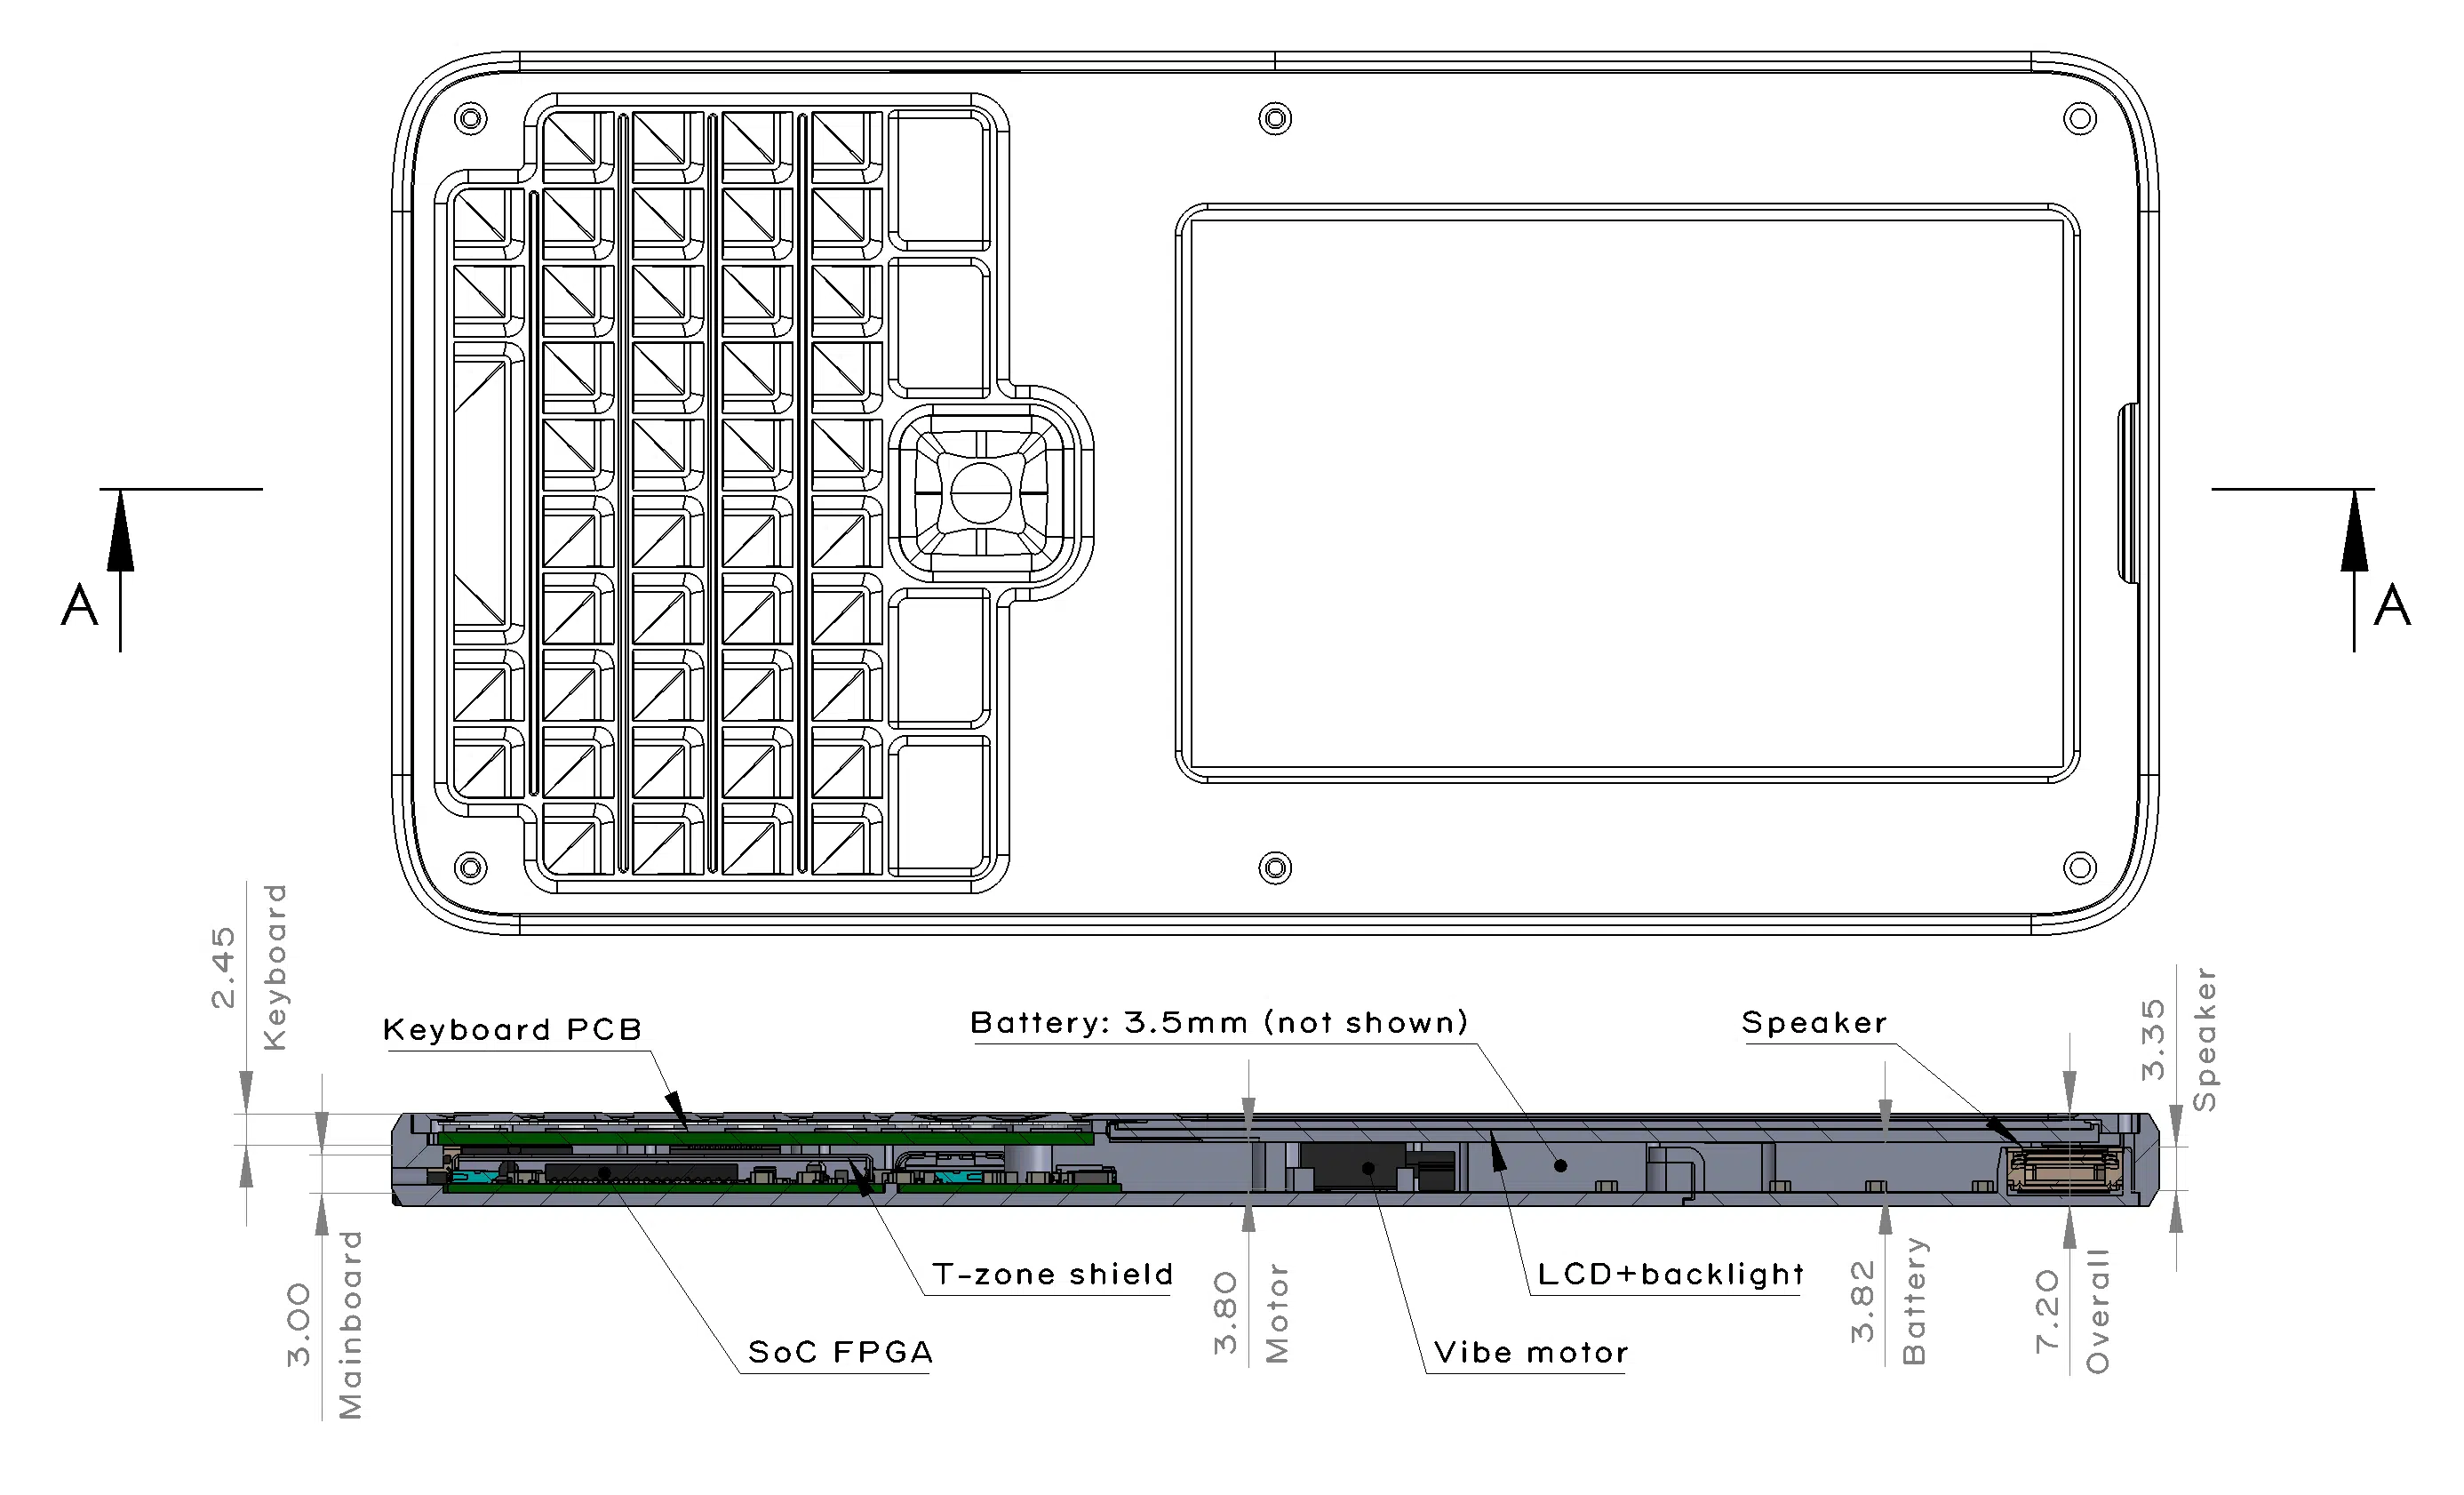 A
A
2.45
Keyboard
Keyboard PCB
Battery: 3.5mm (not shown)
Speaker
3.35
Speaker
3.00
Mainboard
T-zone shield
SoC FPGA
3.80
Motor
LCD+backlight
Vibe motor
3.82
Battery
7.20
Overall